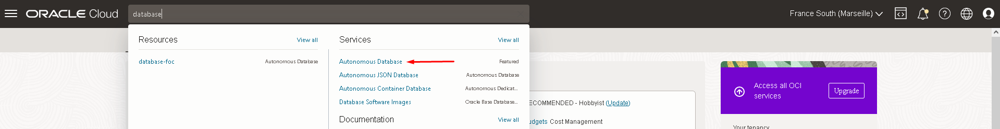 ORACLE Cloud
database
France South (Marseille)
Resources View all
database-foc Autonomous Database
Services View all
Autonomous Database Featured
Autonomous JSON Database Autonomous Database
Autonomous Container Database Autonomous Dedicat...
Database Software Images Oracle Base Database...
Documentation View all
ECOMMENDED - Hobbyist (Update)
udgets Cost Management
Access all OCI
services
Upgrade
Your tenancy